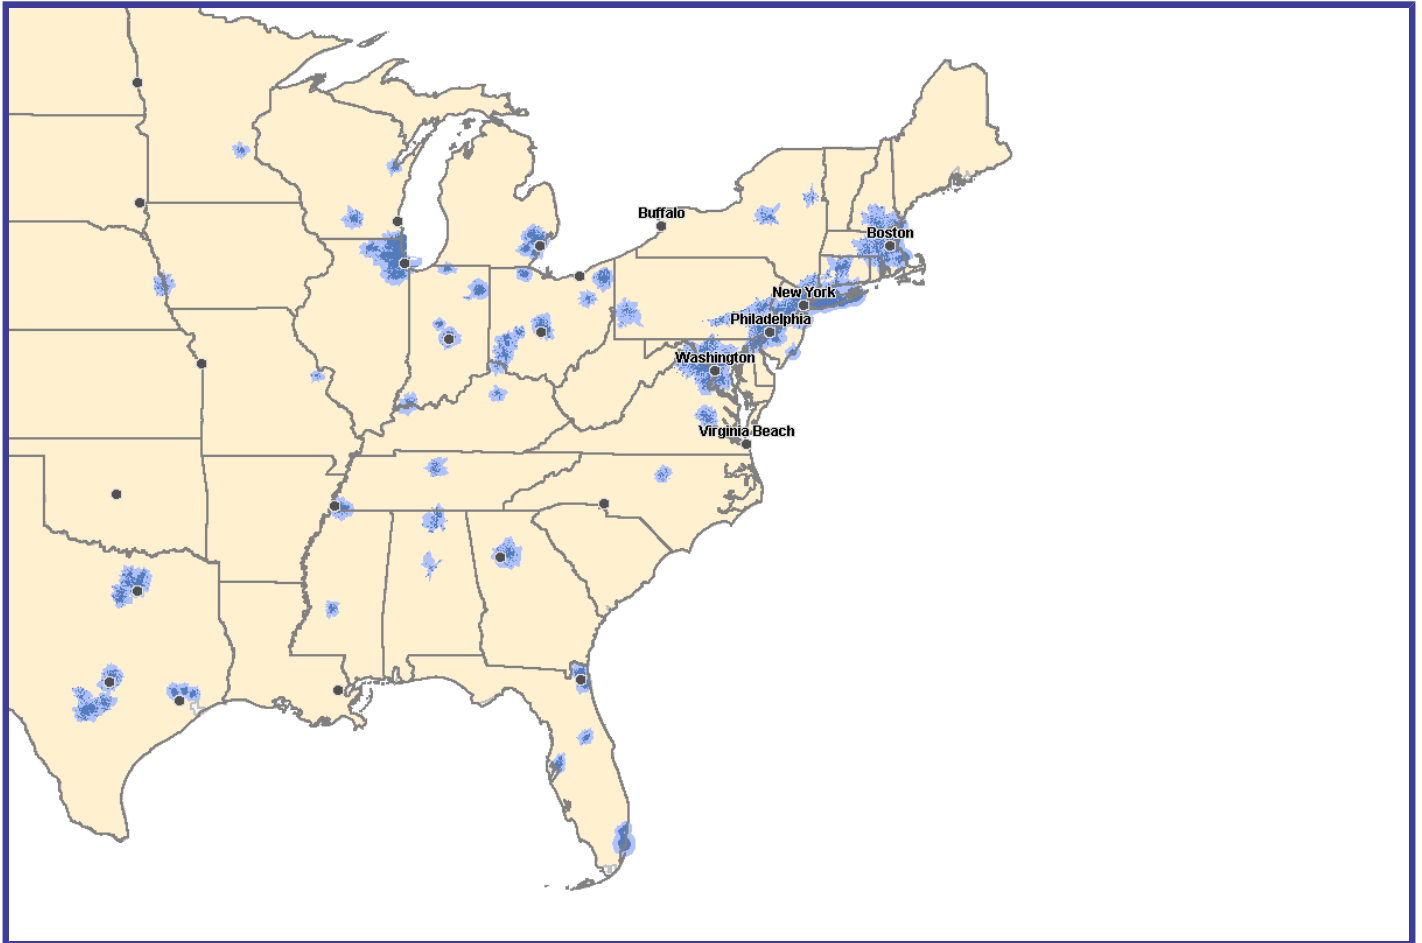 Buffalo
Boston
New York
Philadelphia
Washington
Virginia Beach